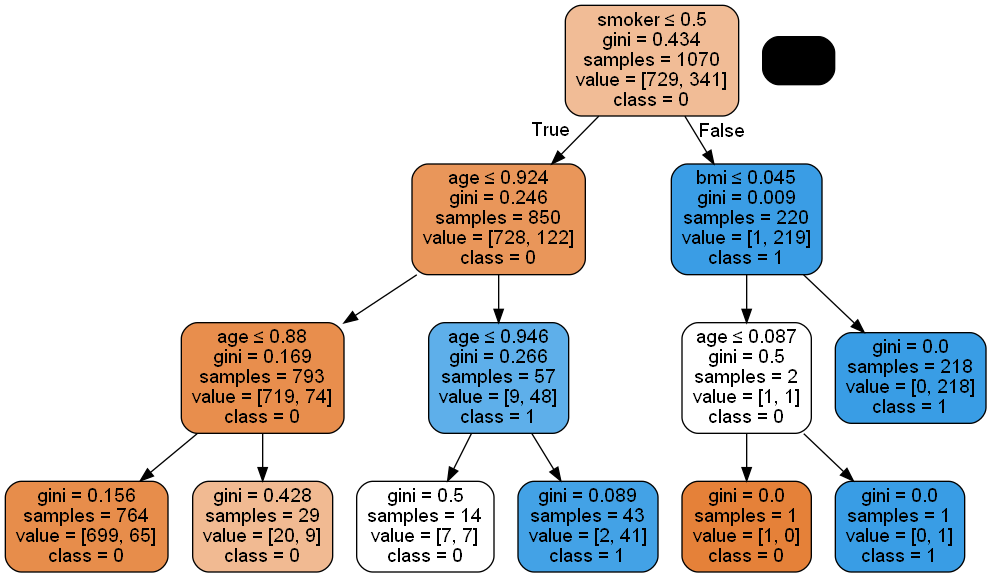 smoker ≤ 0.5
gini = 0.434
samples = 1070
value = [729, 341]
class = 0
True
False
age ≤ 0.924
gini = 0.246
samples = 850
value = [728, 122]
class = 0
bmi ≤ 0.045
gini = 0.009
samples = 220
value = [1, 219]
class = 1
age ≤ 0.88
gini = 0.169
samples = 793
value = [719, 74]
class = 0
age ≤ 0.946
gini = 0.266
samples = 57
value = [9, 48]
class = 1
age ≤ 0.087
gini = 0.5
samples = 2
value = [1, 1]
class = 0
gini = 0.0
samples = 218
value = [0, 218]
class = 1
gini = 0.156
samples = 764
value = [699, 65]
class = 0
gini = 0.428
samples = 29
value = [20, 9]
class = 0
gini = 0.5
samples = 14
value = [7, 7]
class = 0
gini = 0.089
samples = 43
value = [2, 41]
class = 1
gini = 0.0
samples = 1
value = [1, 0]
class = 0
gini = 0.0
samples = 1
value = [0, 1]
class = 1